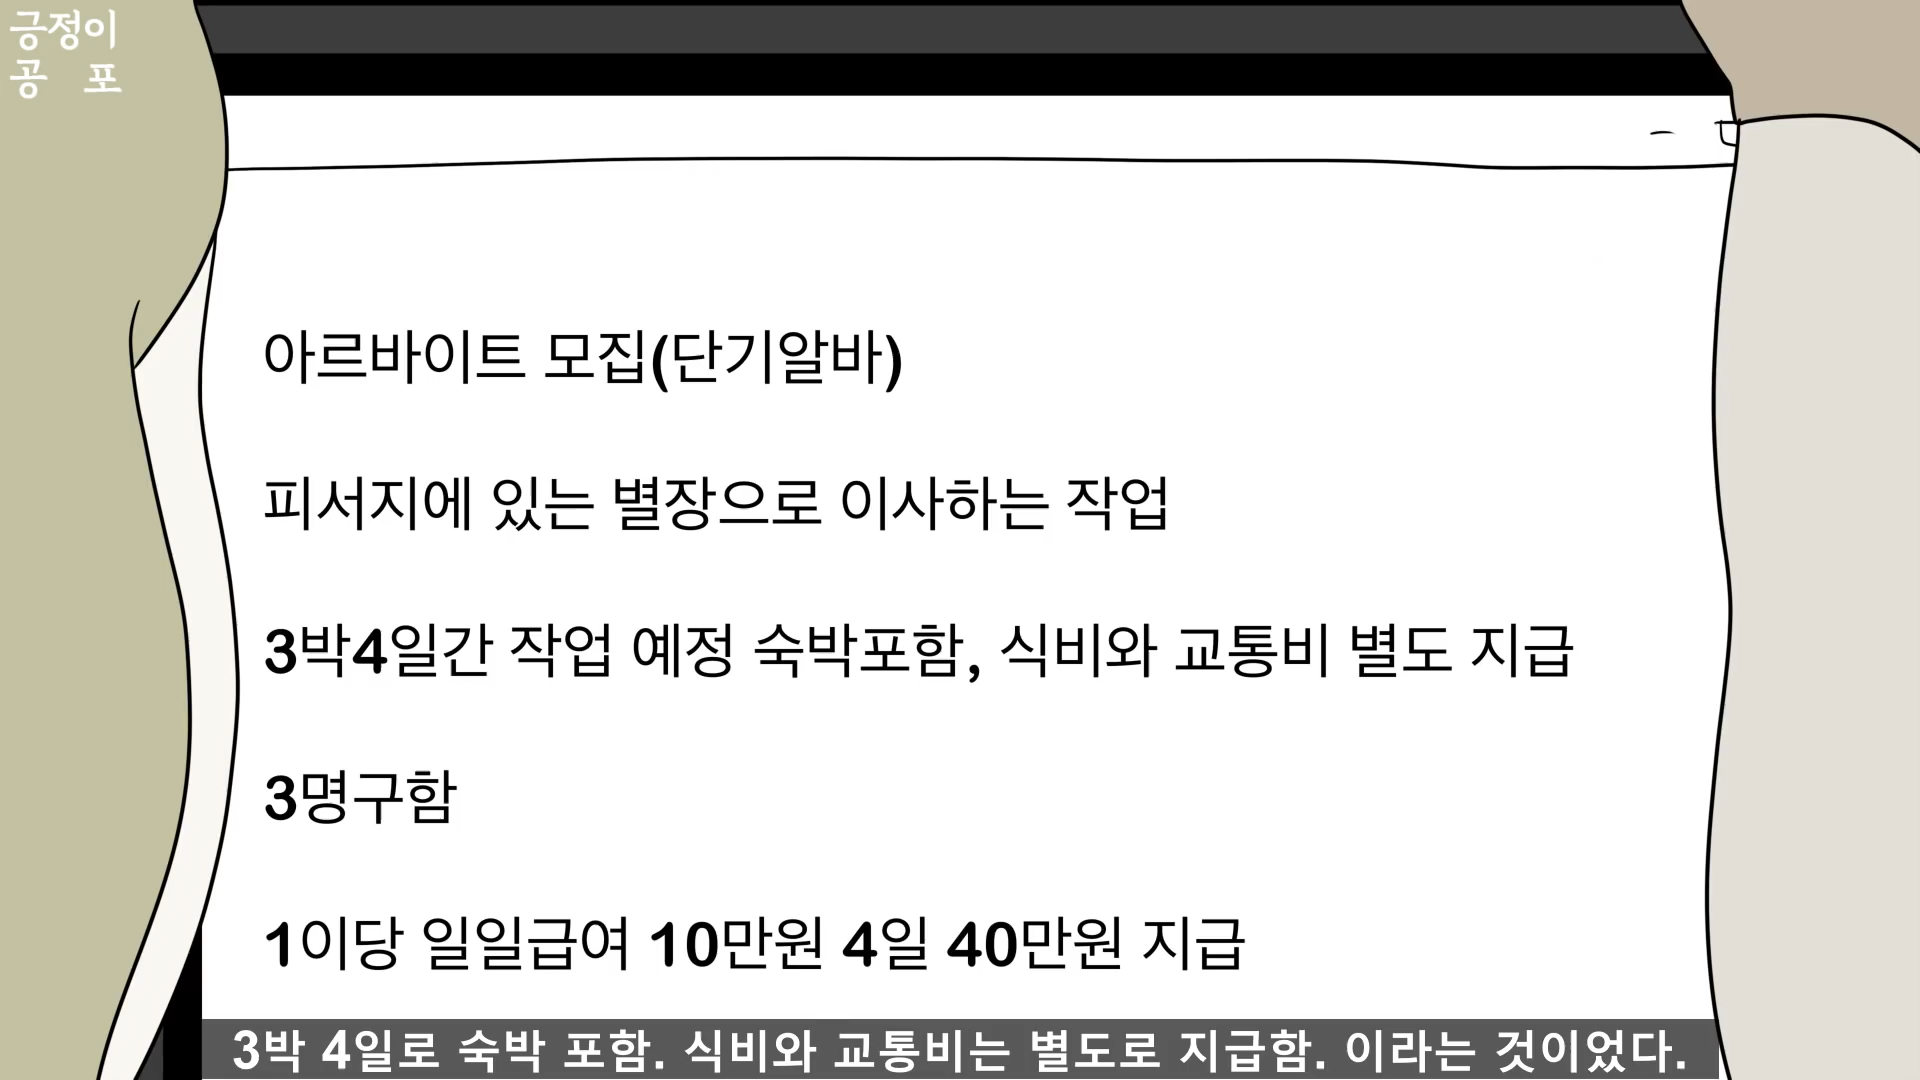 긍정이
공 포
아르바이트 모집(단기알바)
피서지에 있는 별장으로 이사하는 작업
3박4일간 작업 예정 숙박포함, 식비와 교통비 별도 지급
3명구함
1이당 일일급여 10만원 4일 40만원 지급
3박 4일로 숙박 포함. 식비와 교통비는 별도로 지급함. 이라는 것이었다.